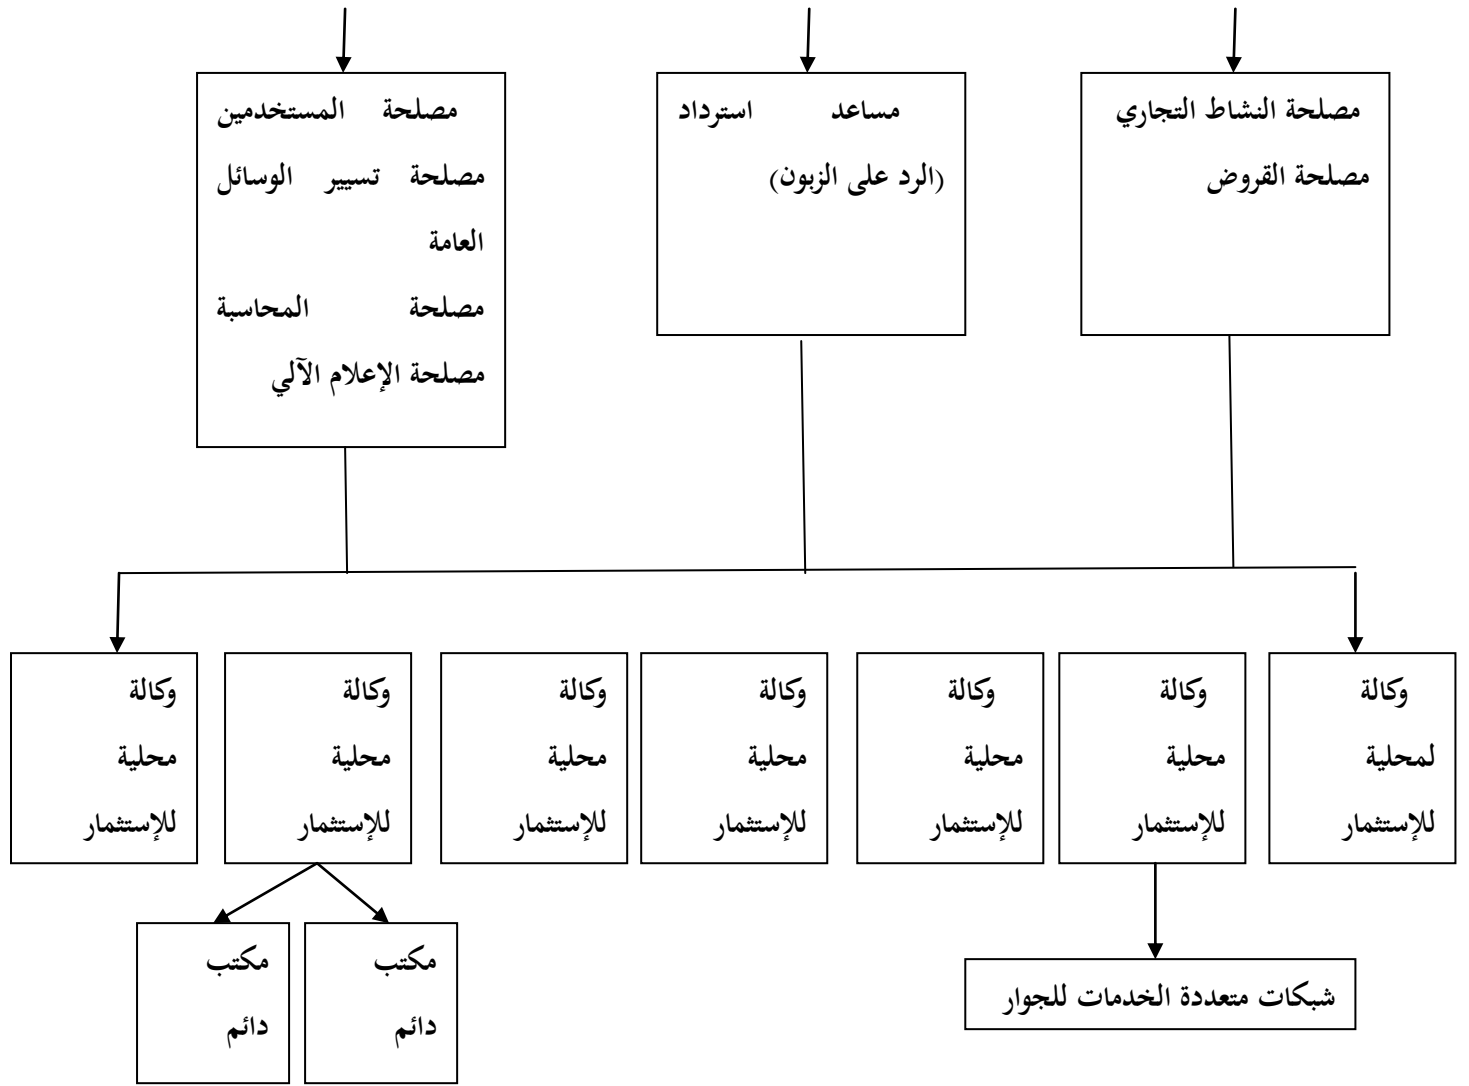 مصلحة النشاط التجاري
مصلحة القروض
مساعد استرداد
(الرد على الزبون)
مصلحة المستخدمين
مصلحة تسيير الوسائل
العامة
مصلحة المحاسبة
مصلحة الإعلام الآلي
وكالة
لمحلية
للإستثمار
وكالة
محلية
للإستثمار
وكالة
محلية
للإستثمار
وكالة
محلية
للإستثمار
وكالة
محلية
للإستثمار
وكالة
محلية
للإستثمار
وكالة
محلية
للإستثمار
شبكات متعددة الخدمات للجوار
مكتب
دائم
مكتب
دائم